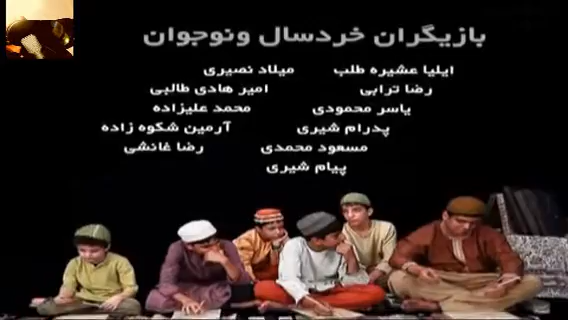 بازیگران خردسال ونوجوان
ایلیا عشیره طلب میلاد نصیری
رضا ترابی امیر هادی طالبی
یاسر محمودی محمد علیزاده
پدرام شیری آرمین شکوه زاده
مسعود محمدی رضا غانشی
پیام شیری